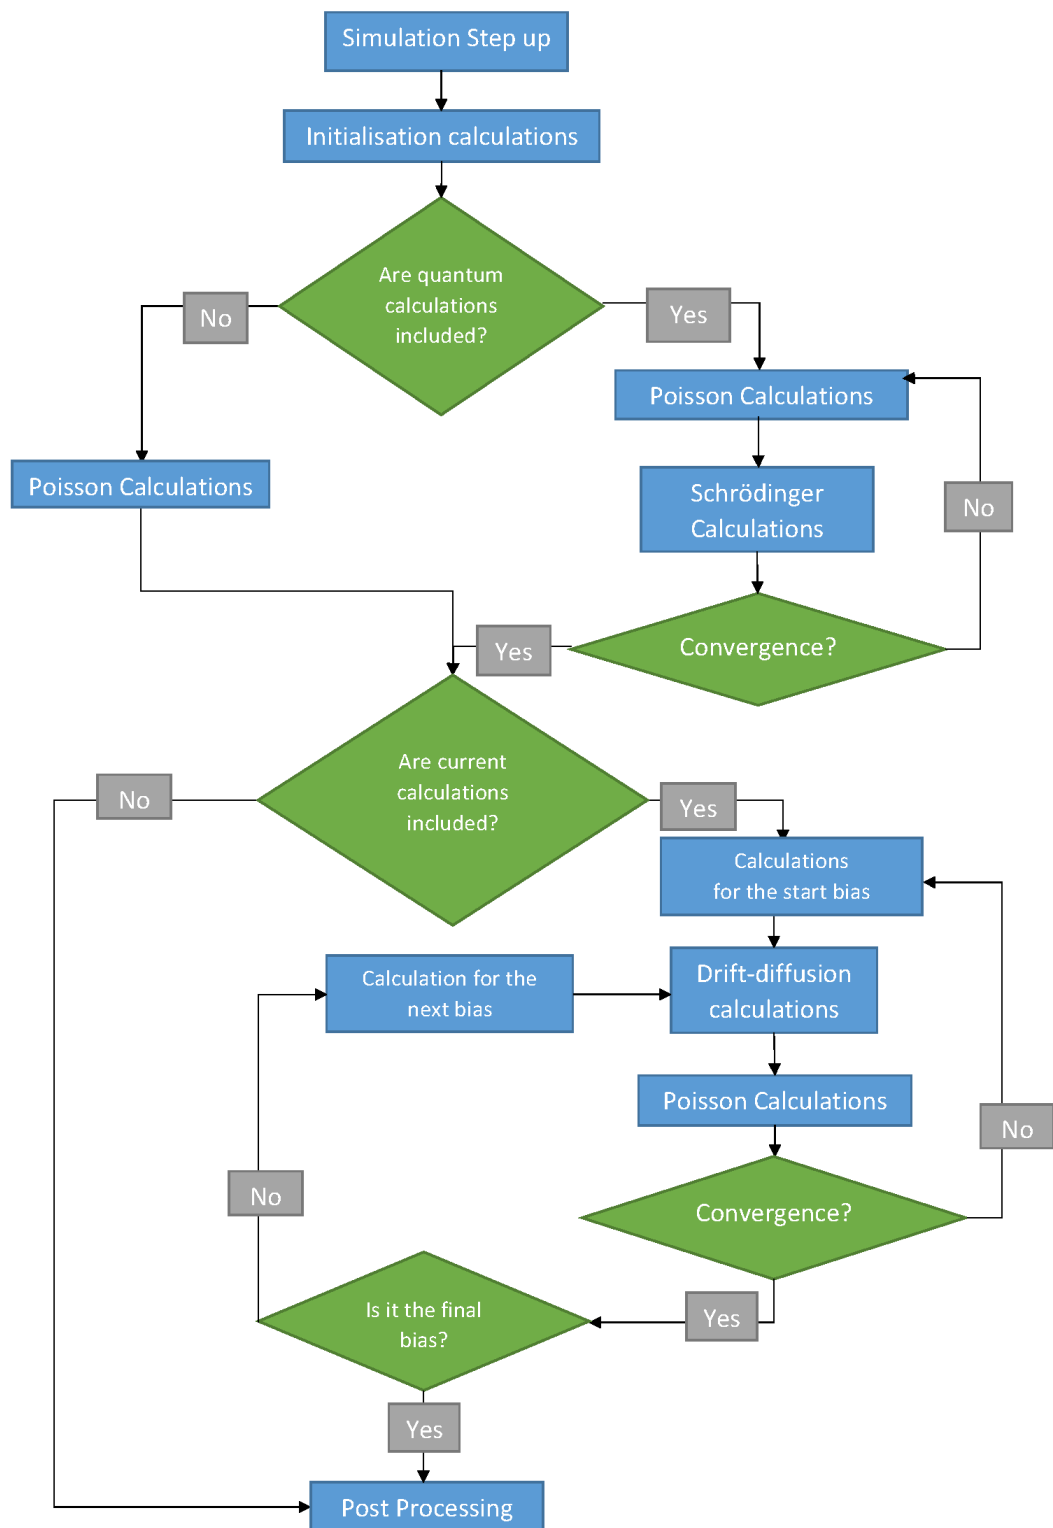 Simulation Step up
Initialisation calculations
Are quantum
calculations
included?
No
Yes
Poisson Calculations
Poisson Calculations
Schrödinger
Calculations
No
Convergence?
Yes
Are current
calculations
included?
No
Yes
Calculations
for the start bias
Calculation for the
next bias
Drift-diffusion
calculations
Poisson Calculations
No
Convergence?
No
Is it the final
bias?
Yes
Yes
Post Processing